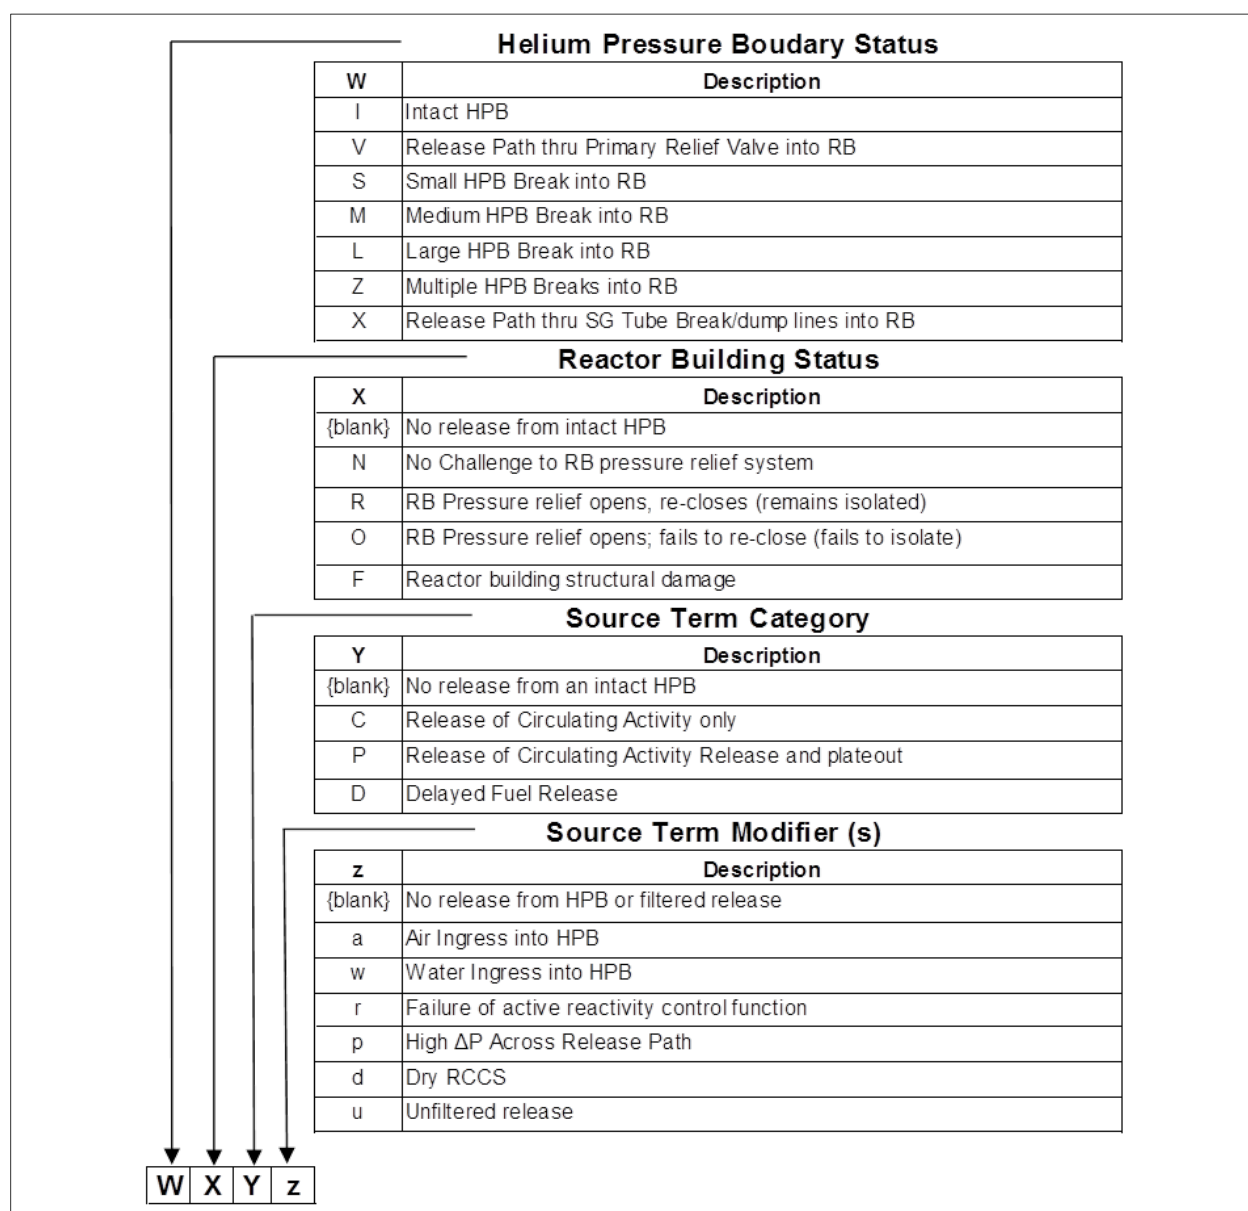 Helium Pressure Boudary Status
W Description
I Intact HPB
V Release Path thru Primary Relief Valve into RB
S Small HPB Break into RB
M Medium HPB Break into RB
L Large HPB Break into RB
Z Multiple HPB Breaks into RB
X Release Path thru SG Tube Break/dump lines into RB
Reactor Building Status
X Description
{blank} No release from intact HPB
N No Challenge to RB pressure relief system
R RB Pressure relief opens, re-closes (remains isolated)
O RB Pressure relief opens; fails to re-close (fails to isolate)
F Reactor building structural damage
Source Term Category
Y Description
{blank} No release from an intact HPB
C Release of Circulating Activity only
P Release of Circulating Activity Release and plateout
D Delayed Fuel Release
Source Term Modifier (s)
z Description
{blank} No release from HPB or filtered release
a Air Ingress into HPB
w Water Ingress into HPB
r Failure of active reactivity control function
p High ΔP Across Release Path
d Dry RCCS
u Unfiltered release
W X Y z